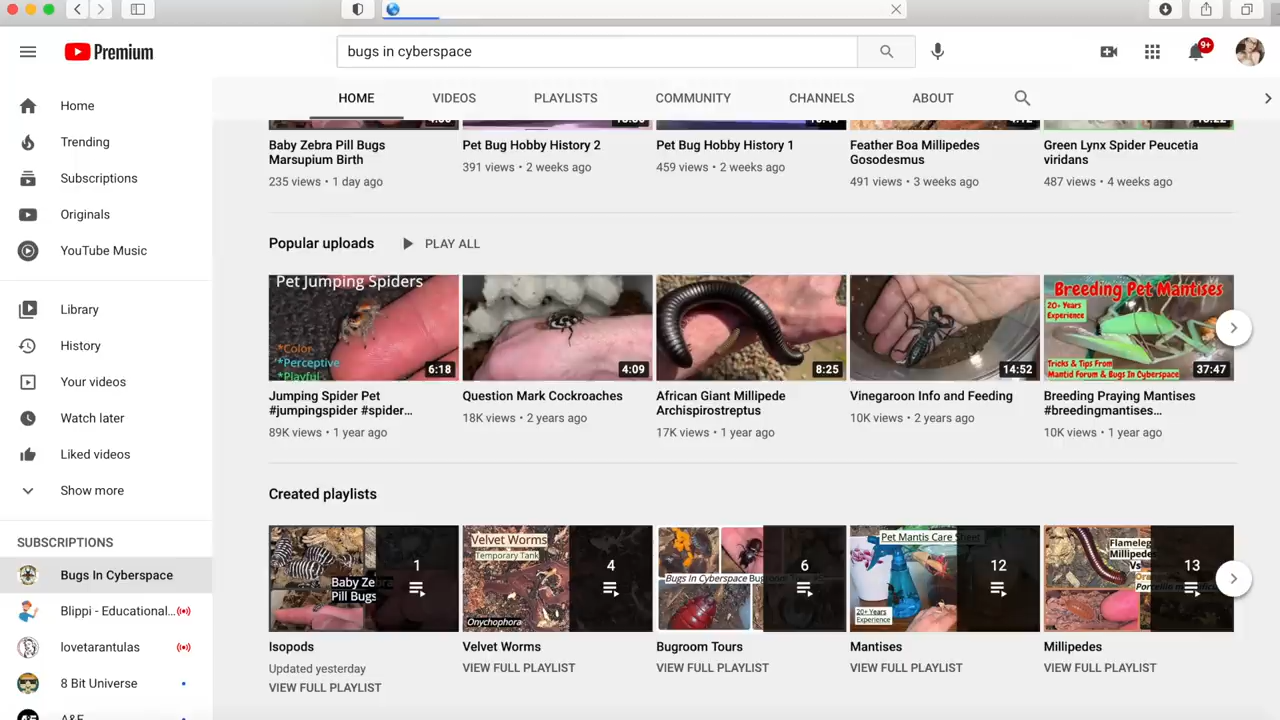 Premium
bugs in cyberspace
9+
HOME VIDEOS PLAYLISTS COMMUNITY CHANNELS ABOUT
Home
Trending
Subscriptions
Originals
YouTube Music
Library
History
Your videos
Watch later
Liked videos
Show more
SUBSCRIPTIONS
Bugs In Cyberspace
Blippi - Educational...
lovetarantulas
8 Bit Universe
A&E
Baby Zebra Pill Bugs
Marsupium Birth
235 views • 1 day ago
Pet Bug Hobby History 2
391 views • 2 weeks ago
Pet Bug Hobby History 1
459 views • 2 weeks ago
Feather Boa Millipedes
Gosodesmus
491 views • 3 weeks ago
Green Lynx Spider Peucetia
viridans
487 views • 4 weeks ago
Popular uploads PLAY ALL
Pet Jumping Spiders
*Color
*Perceptive
*Playful
6:18
Jumping Spider Pet
#jumpingspider #spider...
89K views • 1 year ago
4:09
Question Mark Cockroaches
18K views • 2 years ago
8:25
African Giant Millipede
Archispirostreptus
17K views • 1 year ago
14:52
Vinegaroon Info and Feeding
10K views • 2 years ago
Breeding Pet Mantises
20+ Years
Experience
Tricks & Tips From
Mantid Forum & Bugs In Cyberspace
37:47
Breeding Praying Mantises
#breedingmantises...
10K views • 1 year ago
Created playlists
Baby Ze
Pill Bugs
1
Isopods
Updated yesterday
VIEW FULL PLAYLIST
Velvet Worms
Temporary Tank
Onychophora
4
Velvet Worms
VIEW FULL PLAYLIST
Bugs In Cyberspace
6
Bugroom Tours
VIEW FULL PLAYLIST
Pet Mantis Care Sheet
20+ Years
Experience
12
Mantises
VIEW FULL PLAYLIST
Flameleg
Millipedes
Vs
13
Millipedes
VIEW FULL PLAYLIST